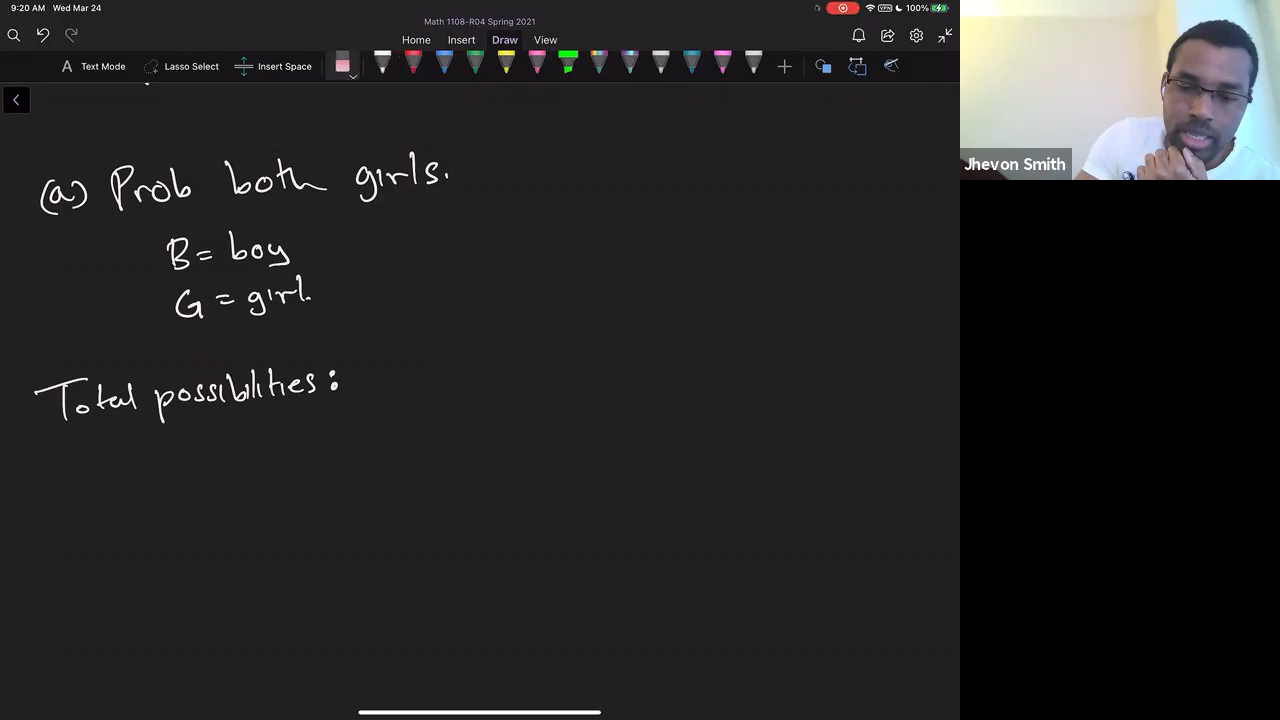 9:20 AM Wed Mar 24
VPN 100%
Math 1108-R04 Spring 2021
Home Insert Draw View
A Text Mode Lasso Select Insert Space
(a) Prob both girls.
B = boy
G = girl.
Total possibilities:
Jhevon Smith